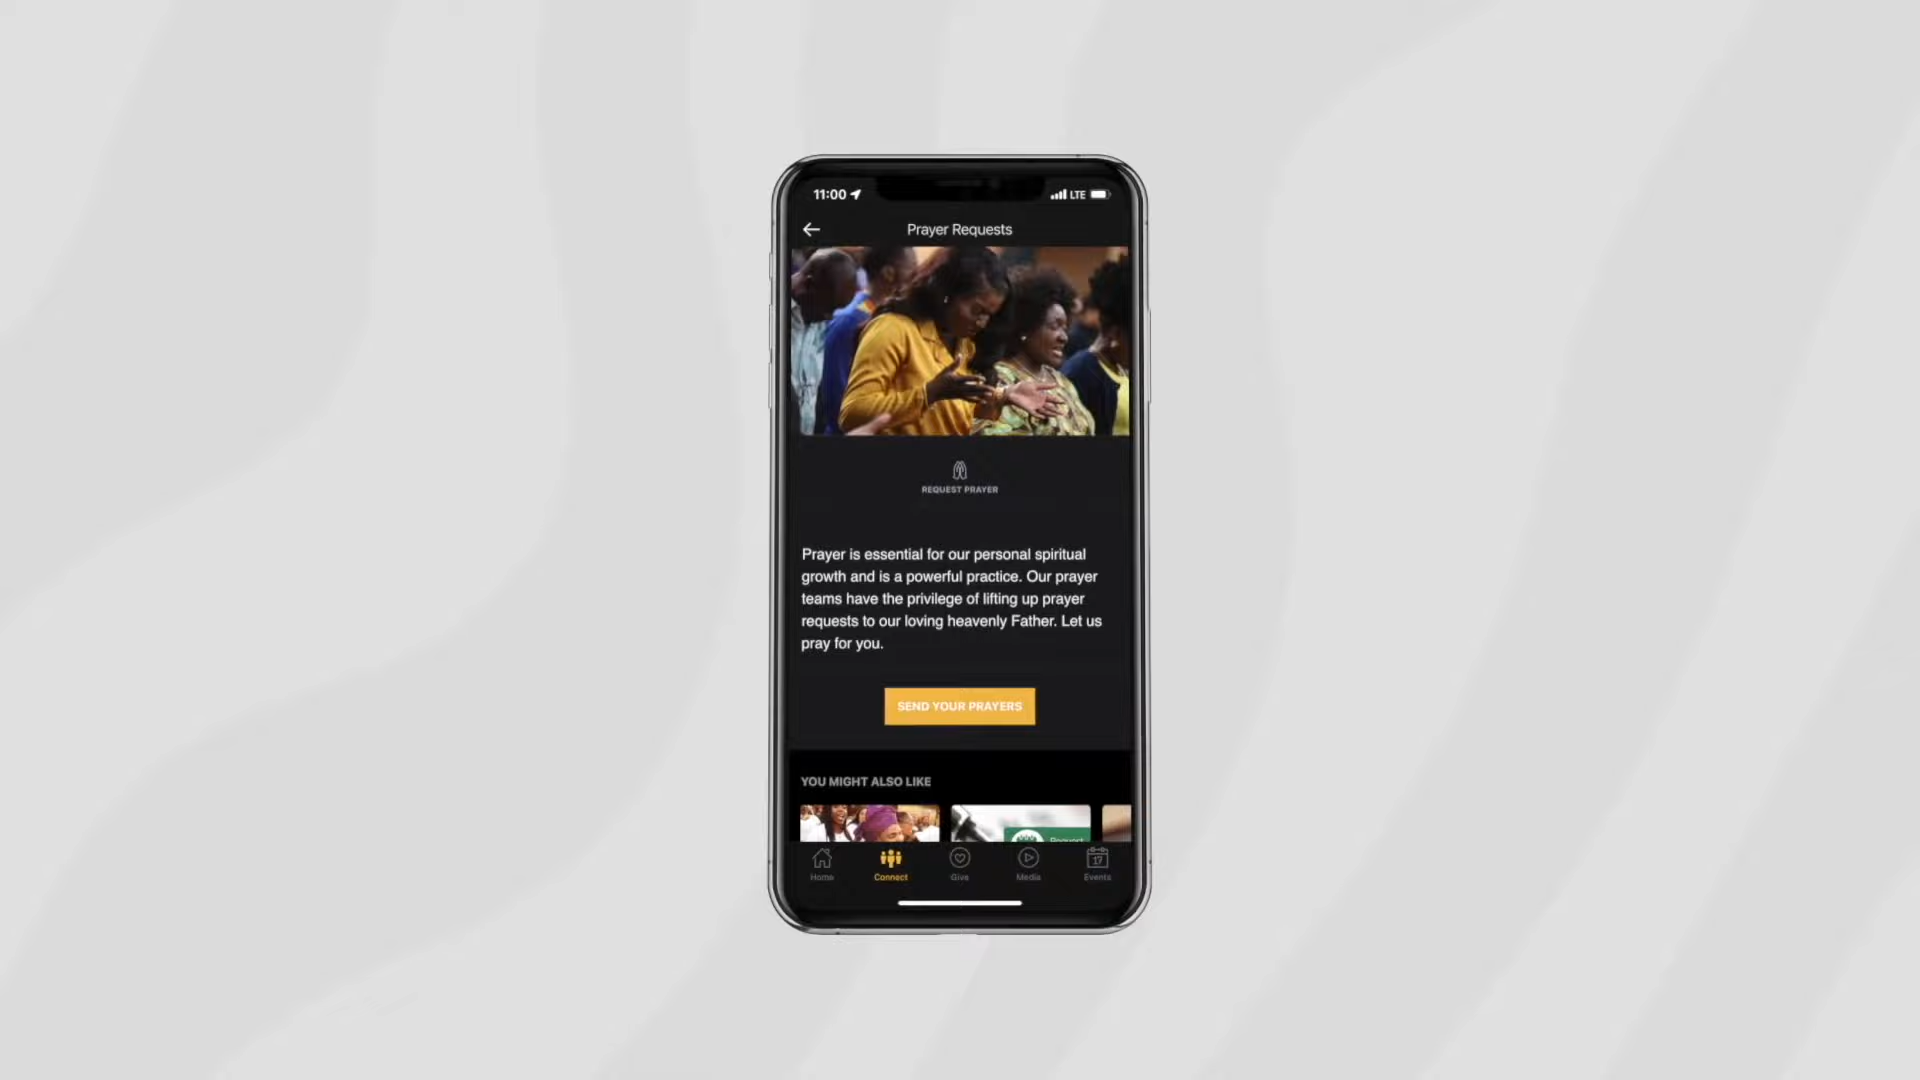 11:00
LTE
Prayer Requests
REQUEST PRAYER
Prayer is essential for our personal spiritual
growth and is a powerful practice. Our prayer
teams have the privilege of lifting up prayer
requests to our loving heavenly Father. Let us
pray for you.
SEND YOUR PRAYERS
YOU MIGHT ALSO LIKE
Request
Home
Connect
Give
Media
17
Events